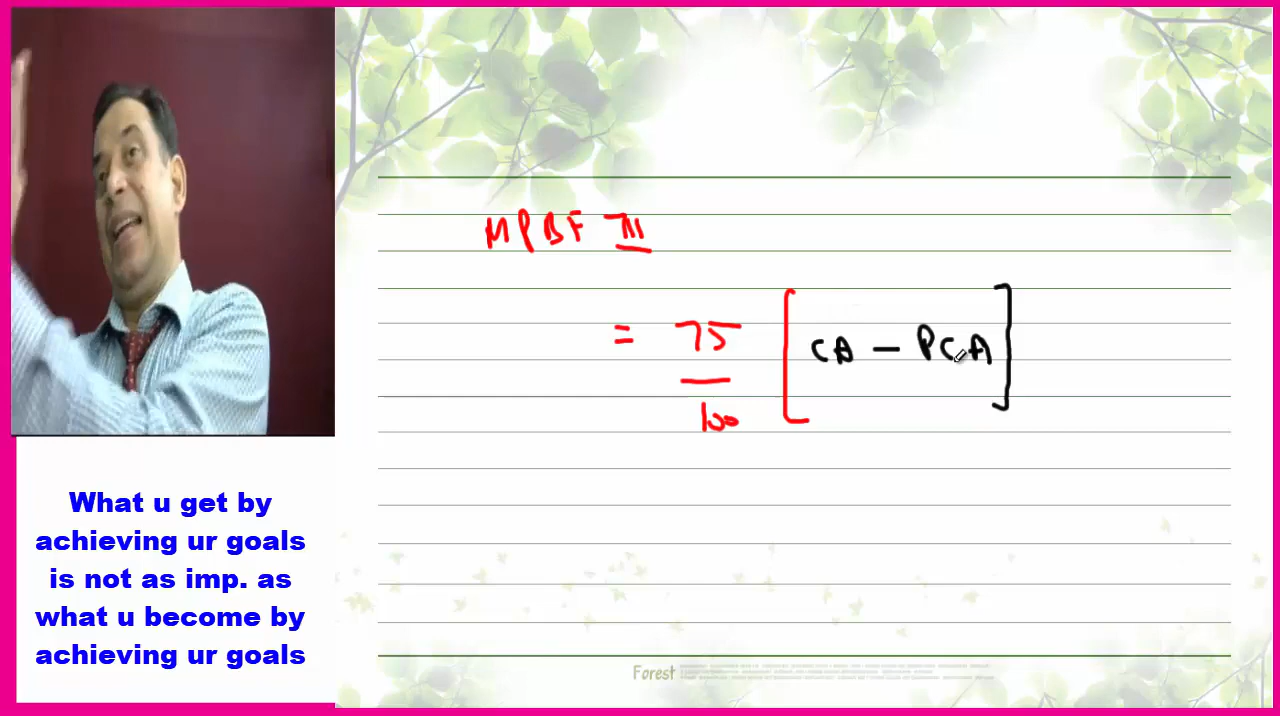 What u get by
achieving ur goals
is not as imp. as
what u become by
achieving ur goals
MPBF III
= 75/100 [CA - PCA]
Forest